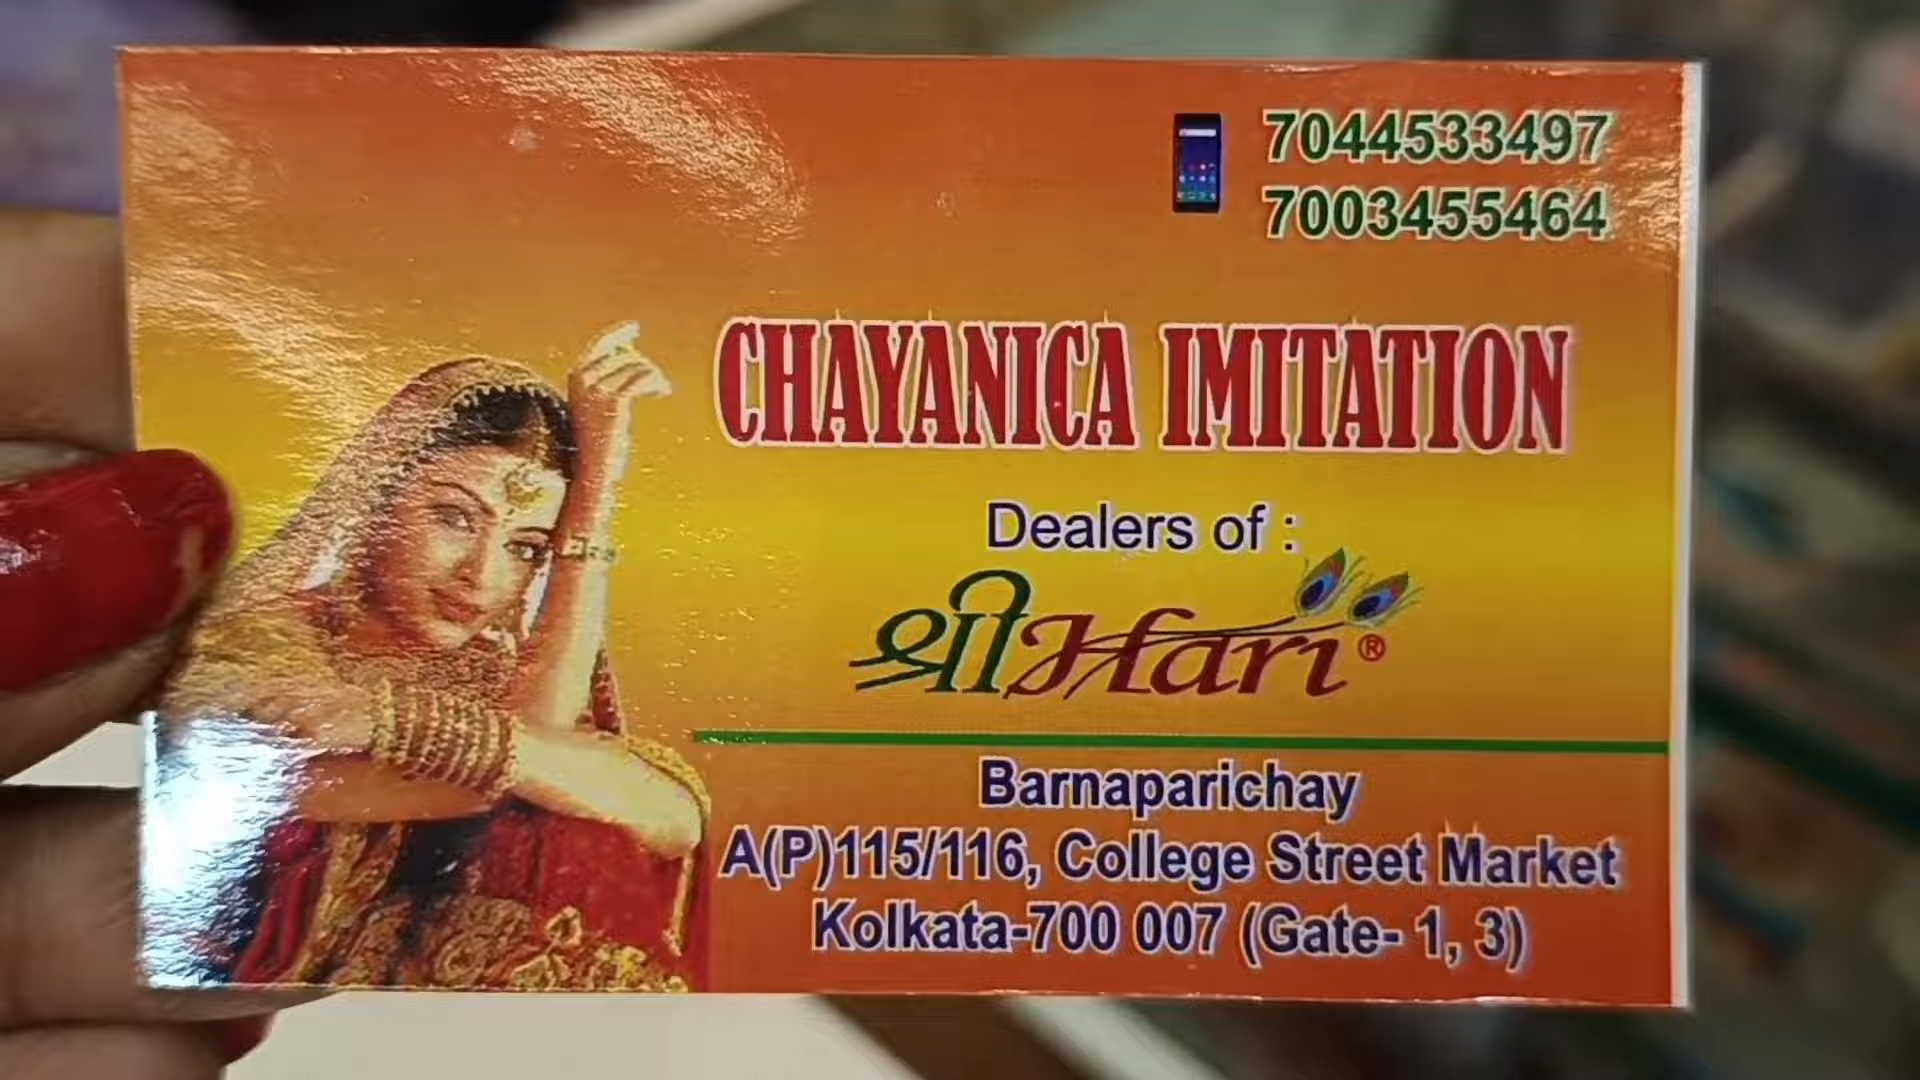 7044533497
7003455464
CHAYANICA IMITATION
Dealers of :
श्री Hari®
Barnaparichay
A(P)115/116, College Street Market
Kolkata-700 007 (Gate- 1, 3)